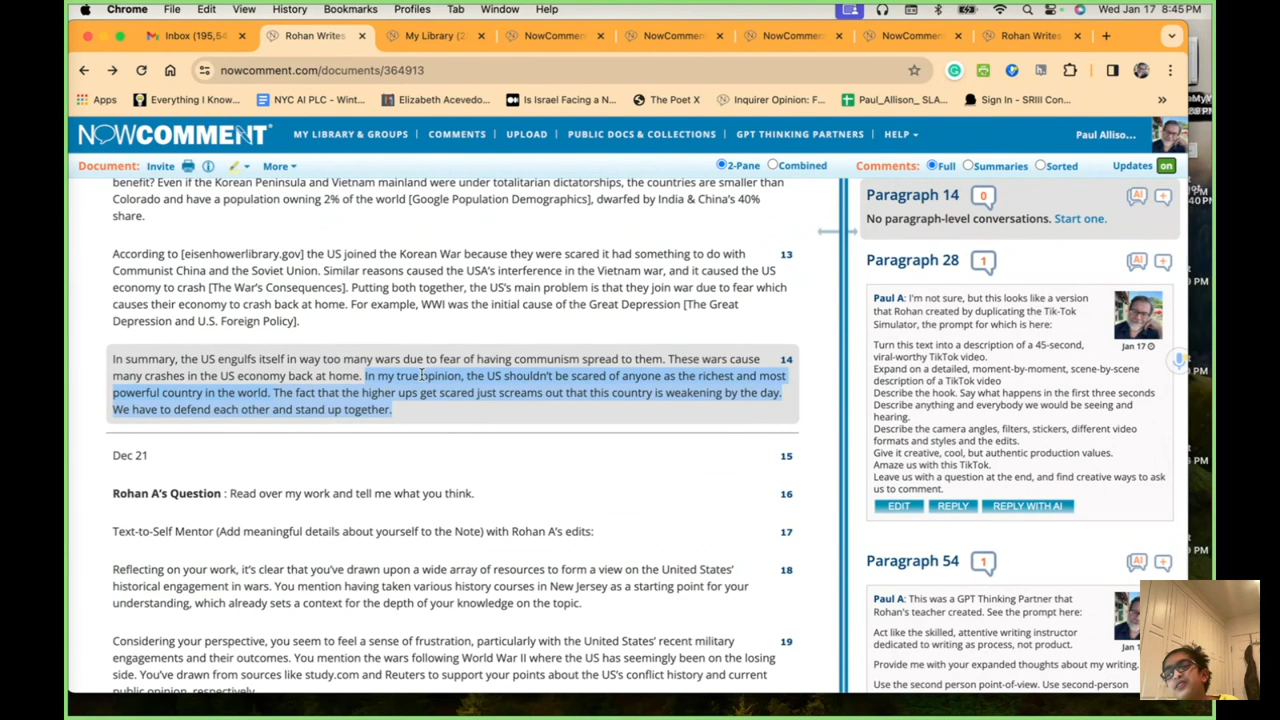 Chrome File Edit View History Bookmarks Profiles Tab Window Help Wed Jan 17 8:45 PM
Inbox (195,54 Rohan Writes My Library (2 NowCommen NowCommen NowCommen NowCommen Rohan Writes
nowcomment.com/documents/364913
Apps Everything I Know... NYC AI PLC - Wint... Elizabeth Acevedo... Is Israel Facing a N... The Poet X Inquirer Opinion: F... Paul_Allison_ SLA... Sign In - SRIII Con...
NOWCOMMENT MY LIBRARY & GROUPS COMMENTS UPLOAD PUBLIC DOCS & COLLECTIONS GPT THINKING PARTNERS HELP Paul Alliso...
Document: Invite More 2-Pane Combined Comments: Full Summaries Sorted Updates on
benefit? Even if the Korean Peninsula and Vietnam mainland were under totalitarian dictatorships, the countries are smaller than
Colorado and have a population owning 2% of the world [Google Population Demographics], dwarfed by India & China's 40%
share.
According to [eisenhowerlibrary.gov] the US joined the Korean War because they were scared it had something to do with 13
Communist China and the Soviet Union. Similar reasons caused the USA's interference in the Vietnam war, and it caused the US
economy to crash [The War's Consequences]. Putting both together, the US's main problem is that they join war due to fear which
causes their economy to crash back at home. For example, WWI was the initial cause of the Great Depression [The Great
Depression and U.S. Foreign Policy].
In summary, the US engulfs itself in way too many wars due to fear of having communism spread to them. These wars cause 14
many crashes in the US economy back at home. In my true opinion, the US shouldn't be scared of anyone as the richest and most
powerful country in the world. The fact that the higher ups get scared just screams out that this country is weakening by the day.
We have to defend each other and stand up together.
Dec 21 15
Rohan A's Question : Read over my work and tell me what you think. 16
Text-to-Self Mentor (Add meaningful details about yourself to the Note) with Rohan A's edits: 17
Reflecting on your work, it's clear that you've drawn upon a wide array of resources to form a view on the United States' 18
historical engagement in wars. You mention having taken various history courses in New Jersey as a starting point for your
understanding, which already sets a context for the depth of your knowledge on the topic.
Considering your perspective, you seem to feel a sense of frustration, particularly with the United States' recent military 19
engagements and their outcomes. You mention the wars following World War II where the US has seemingly been on the losing
side. You've drawn from sources like study.com and Reuters to support your points about the US's conflict history and current
public opinion, respectively.
Paragraph 14 0 AI +
No paragraph-level conversations. Start one.
Paragraph 28 1 AI +
Paul A: I'm not sure, but this looks like a version
that Rohan created by duplicating the Tik-Tok
Simulator, the prompt for which is here:
Jan 17
Turn this text into a description of a 45-second,
viral-worthy TikTok video.
Expand on a detailed, moment-by-moment, scene-by-scene
description of a TikTok video
Describe the hook. Say what happens in the first three seconds
Describe anything and everybody we would be seeing and
hearing.
Describe the camera angles, filters, stickers, different video
formats and styles and the edits.
Give it creative, cool, but authentic production values.
Amaze us with this TikTok.
Leave us with a question at the end, and find creative ways to ask
us to comment.
EDIT REPLY REPLY WITH AI
Paragraph 54 1 AI +
Paul A: This was a GPT Thinking Partner that
Rohan's teacher created. See the prompt here:
Act like the skilled, attentive writing instructor
dedicated to writing as process, not product.
Provide me with your expanded thoughts about my writing.
Use the second person point-of-view. Use second-person